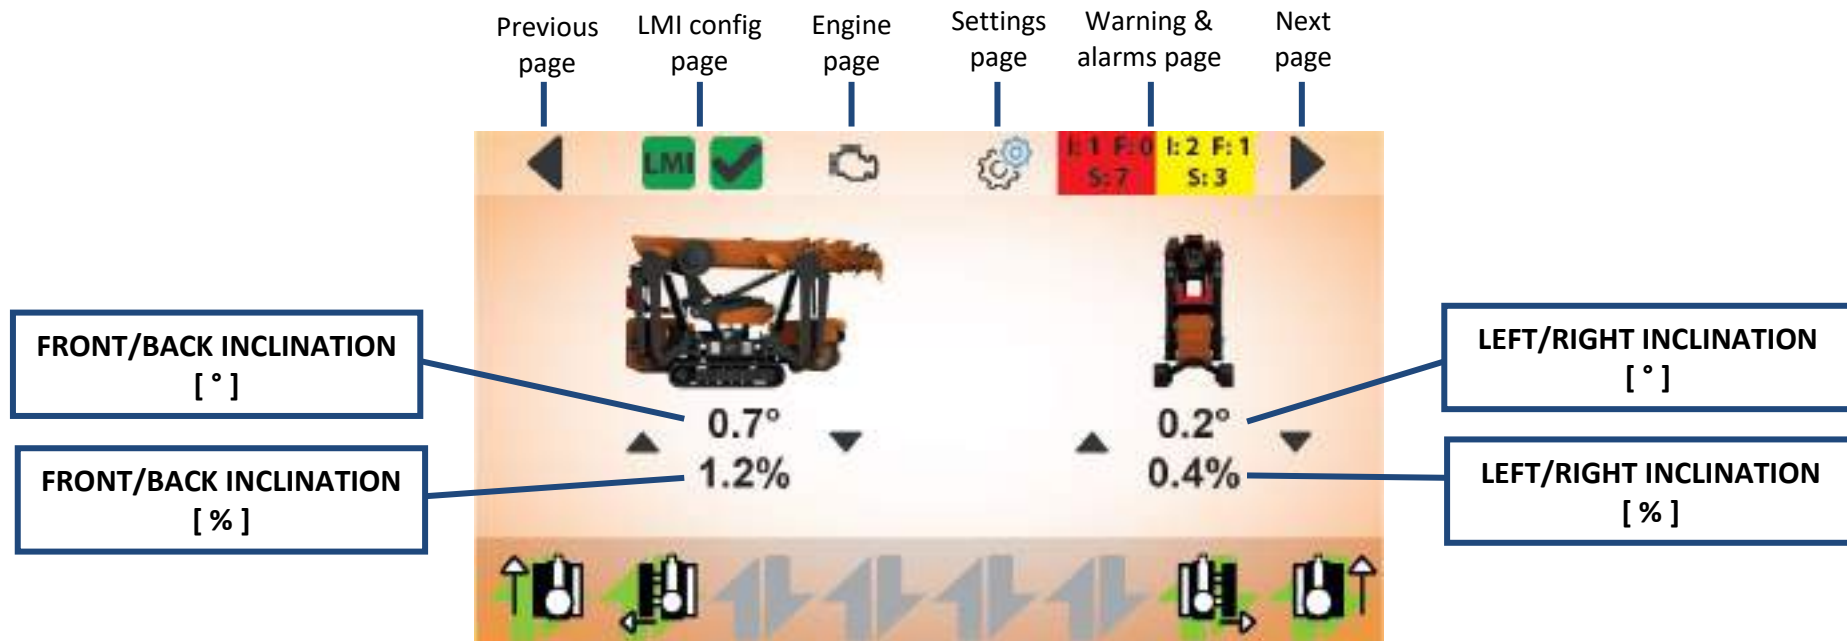 Previous
page
LMI config
page
Engine
page
Settings
page
Warning &
alarms page
Next
page
LMI
I: 1 F: 0
S: 7
I: 2 F: 1
S: 3
FRONT/BACK INCLINATION
[ ° ]
FRONT/BACK INCLINATION
[ % ]
0.7°
1.2%
0.2°
0.4%
LEFT/RIGHT INCLINATION
[ ° ]
LEFT/RIGHT INCLINATION
[ % ]